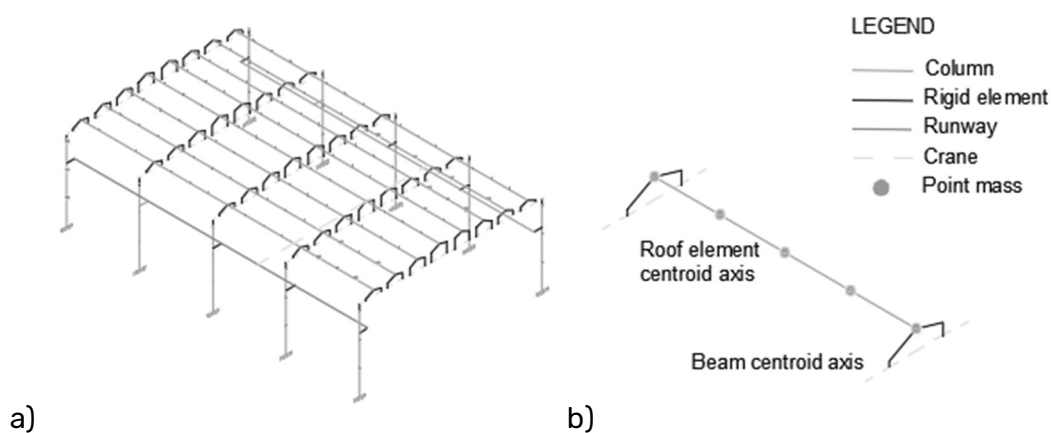 LEGEND
Column
Rigid element
Runway
Crane
Point mass
Roof element
centroid axis
Beam centroid axis
a)
b)